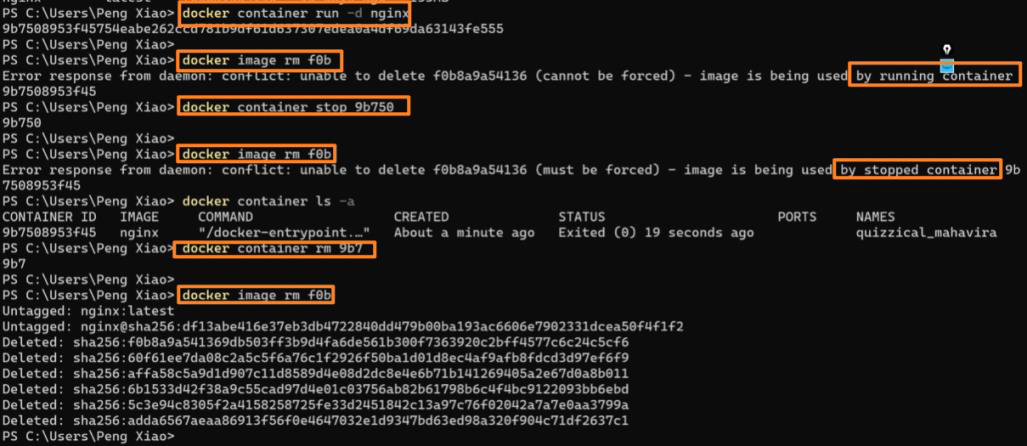 PS C:\Users\Peng Xiao> docker container run -d nginx
9b7508953f45754eabe262ccd781b9df61d637307edea0a4df69da63143fe555
PS C:\Users\Peng Xiao>
PS C:\Users\Peng Xiao> docker image rm f0b
Error response from daemon: conflict: unable to delete f0b8a9a54136 (cannot be forced) - image is being used by running container
9b7508953f45
PS C:\Users\Peng Xiao> docker container stop 9b750
9b750
PS C:\Users\Peng Xiao>
PS C:\Users\Peng Xiao> docker image rm f0b
Error response from daemon: conflict: unable to delete f0b8a9a54136 (must be forced) - image is being used by stopped container 9b
7508953f45
PS C:\Users\Peng Xiao> docker container ls -a
CONTAINER ID IMAGE COMMAND CREATED STATUS PORTS NAMES
9b7508953f45 nginx "/docker-entrypoint.…" About a minute ago Exited (0) 19 seconds ago quizzical_mahavira
PS C:\Users\Peng Xiao> docker container rm 9b7
9b7
PS C:\Users\Peng Xiao>
PS C:\Users\Peng Xiao> docker image rm f0b
Untagged: nginx:latest
Untagged: nginx@sha256:df13abe416e37eb3db4722840dd479b00ba193ac6606e7902331dcea50f4f1f2
Deleted: sha256:f0b8a9a541369db503ff3b9d4fa6de561b300f7363920c2bff4577c6c24c5cf6
Deleted: sha256:60f61ee7da08c2a5c5f6a76c1f2926f50ba1d01d8ec4af9afb8fdcd3d97ef6f9
Deleted: sha256:affa58c5a9d1d907c11d8589d4e08d2dc8e4e6b71b141269405a2e67d0a8b011
Deleted: sha256:6b1533d42f38a9c55cad97d4e01c03756ab82b61798b6c4f4bc9122093bb6ebd
Deleted: sha256:5c3e94c8305f2a4158258725fe33d2451842c13a97c76f02042a7a7e0aa3799a
Deleted: sha256:adda6567aeaa86913f56f0e4647032e1d9347bd63ed98a320f904c71df2637c1
PS C:\Users\Peng Xiao>